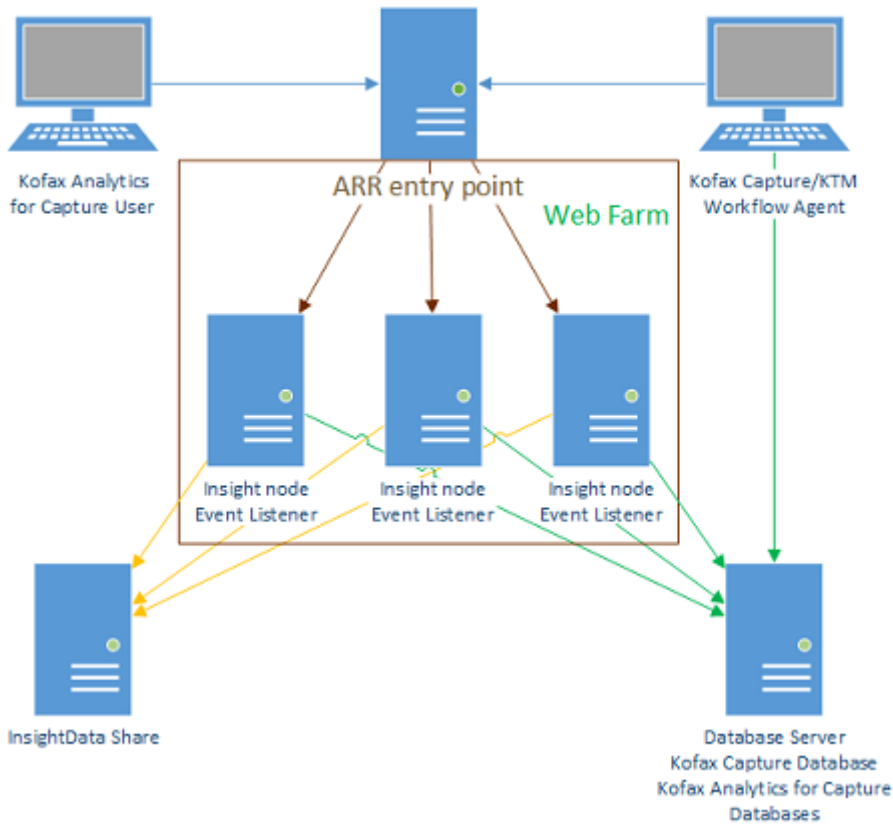 Kofax Analytics
for Capture User
ARR entry point
Kofax Capture/KTM
Workflow Agent
Web Farm
Insight node
Event Listener
Insight node
Event Listener
Insight node
Event Listener
InsightData Share
Database Server
Kofax Capture Database
Kofax Analytics for Capture
Databases